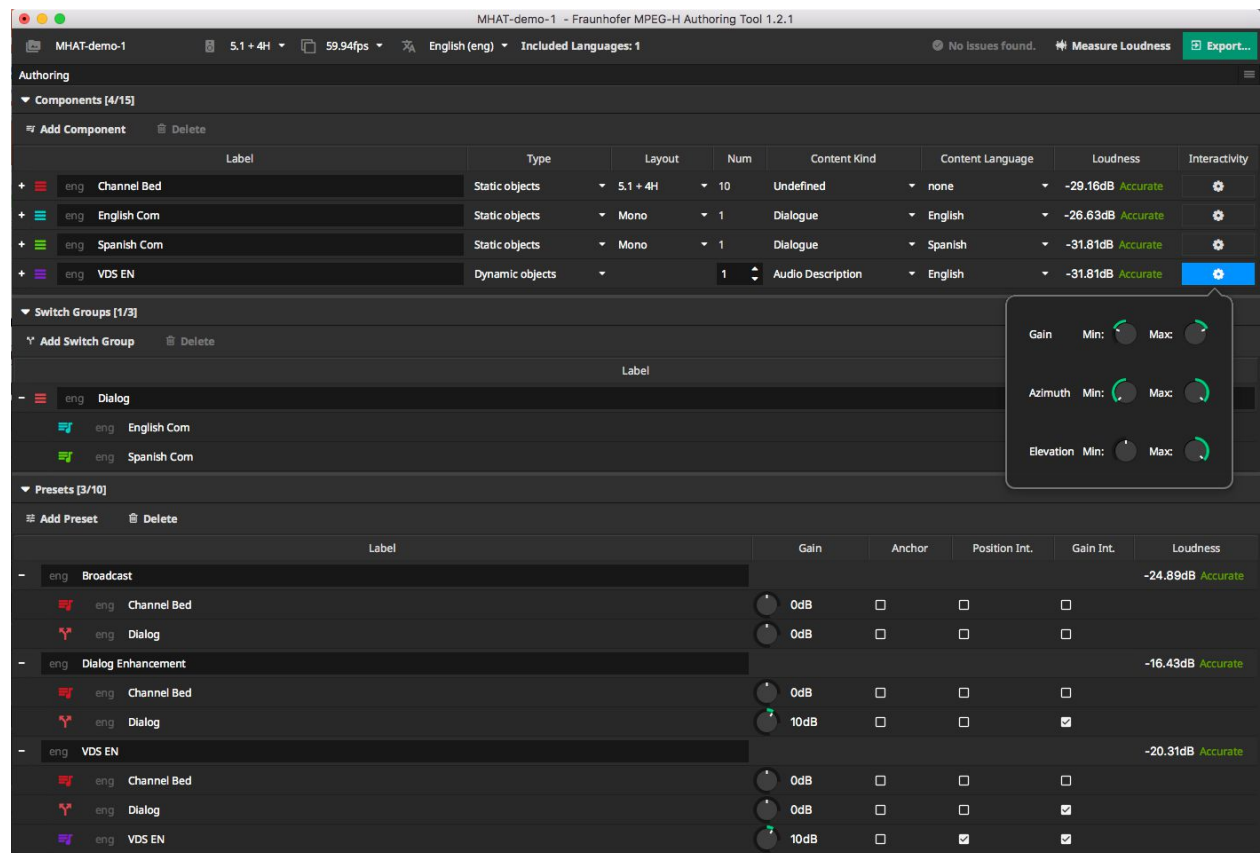 MHAT-demo-1 - Fraunhofer MPEG-H Authoring Tool 1.2.1
MHAT-demo-1 5.1 + 4H 59.94fps English (eng) Included Languages: 1 No issues found. Measure Loudness Export...
Authoring
Components [4/15]
Add Component Delete
Label Type Layout Num Content Kind Content Language Loudness Interactivity
+ eng Channel Bed Static objects 5.1 + 4H 10 Undefined none -29.16dB Accurate
+ eng English Com Static objects Mono 1 Dialogue English -26.63dB Accurate
+ eng Spanish Com Static objects Mono 1 Dialogue Spanish -31.81dB Accurate
+ eng VDS EN Dynamic objects 1 Audio Description English -31.81dB Accurate
Switch Groups [1/3]
Add Switch Group Delete
Label
- eng Dialog
eng English Com
eng Spanish Com
Gain Min: Max:
Azimuth Min: Max:
Elevation Min: Max:
Presets [3/10]
Add Preset Delete
Label Gain Anchor Position Int. Gain Int. Loudness
- eng Broadcast -24.89dB Accurate
eng Channel Bed 0dB
eng Dialog 0dB
- eng Dialog Enhancement -16.43dB Accurate
eng Channel Bed 0dB
eng Dialog 10dB
- eng VDS EN -20.31dB Accurate
eng Channel Bed 0dB
eng Dialog 0dB
eng VDS EN 10dB